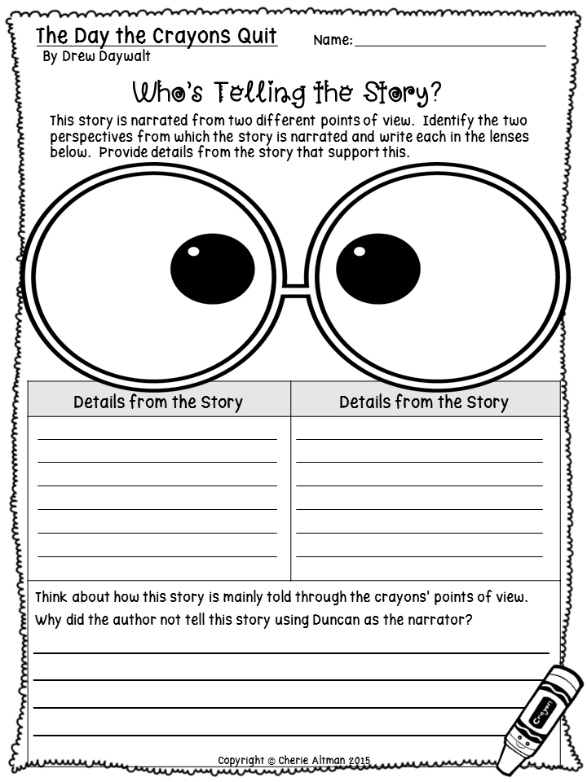 The Day the Crayons Quit
Name:
By Drew Daywalt
Who's Telling the Story?
This story is narrated from two different points of view. Identify the two
perspectives from which the story is narrated and write each in the lenses
below. Provide details from the story that support this.
Details from the Story
Details from the Story
Think about how this story is mainly told through the crayons' points of view.
Why did the author not tell this story using Duncan as the narrator?
Crayon
Copyright © Cherie Altman 2015